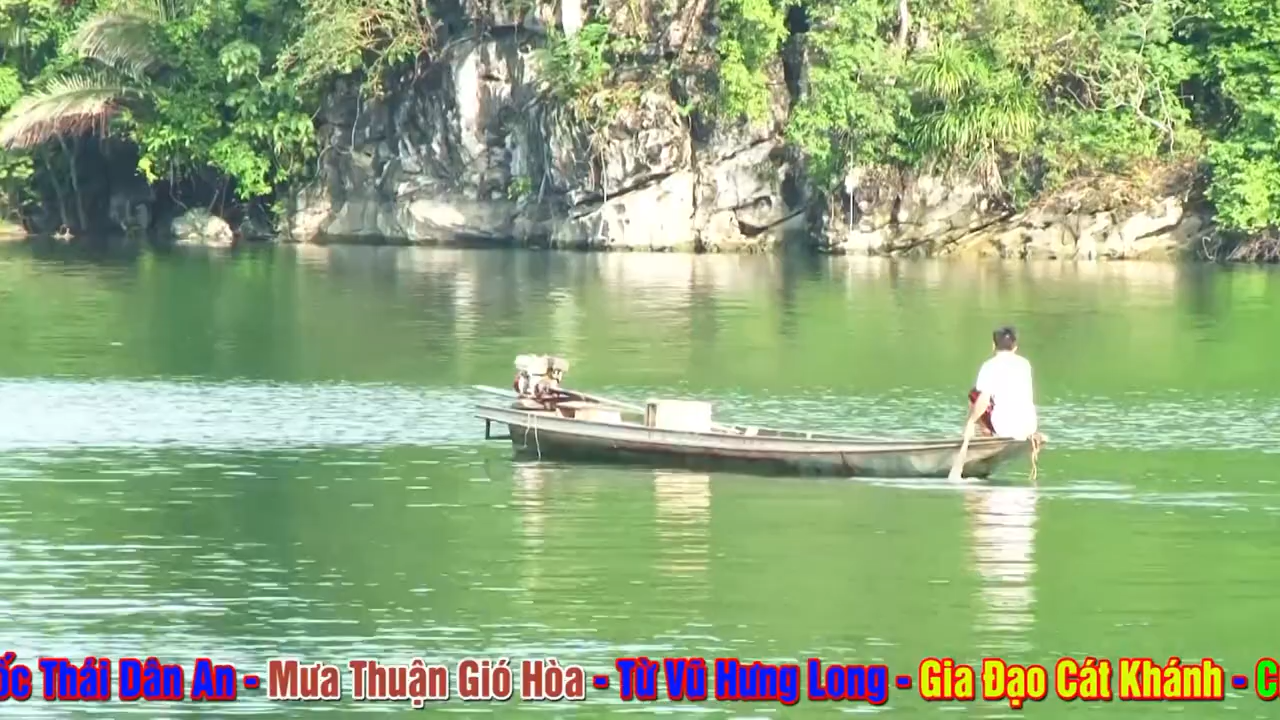 Thái Dân An - Mưa Thuận Gió Hòa - Từ Vũ Hưng Long - Gia Đạo Cát Khánh -